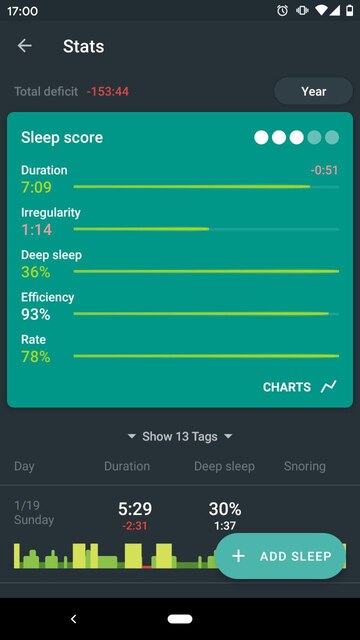 17:00
Stats
Total deficit -153:44 Year
Sleep score
Duration -0:51
7:09
Irregularity
1:14
Deep sleep
36%
Efficiency
93%
Rate
78%
CHARTS
Show 13 Tags
Day Duration Deep sleep Snoring
1/19 5:29 30%
Sunday -2:31 1:37
+ ADD SLEEP